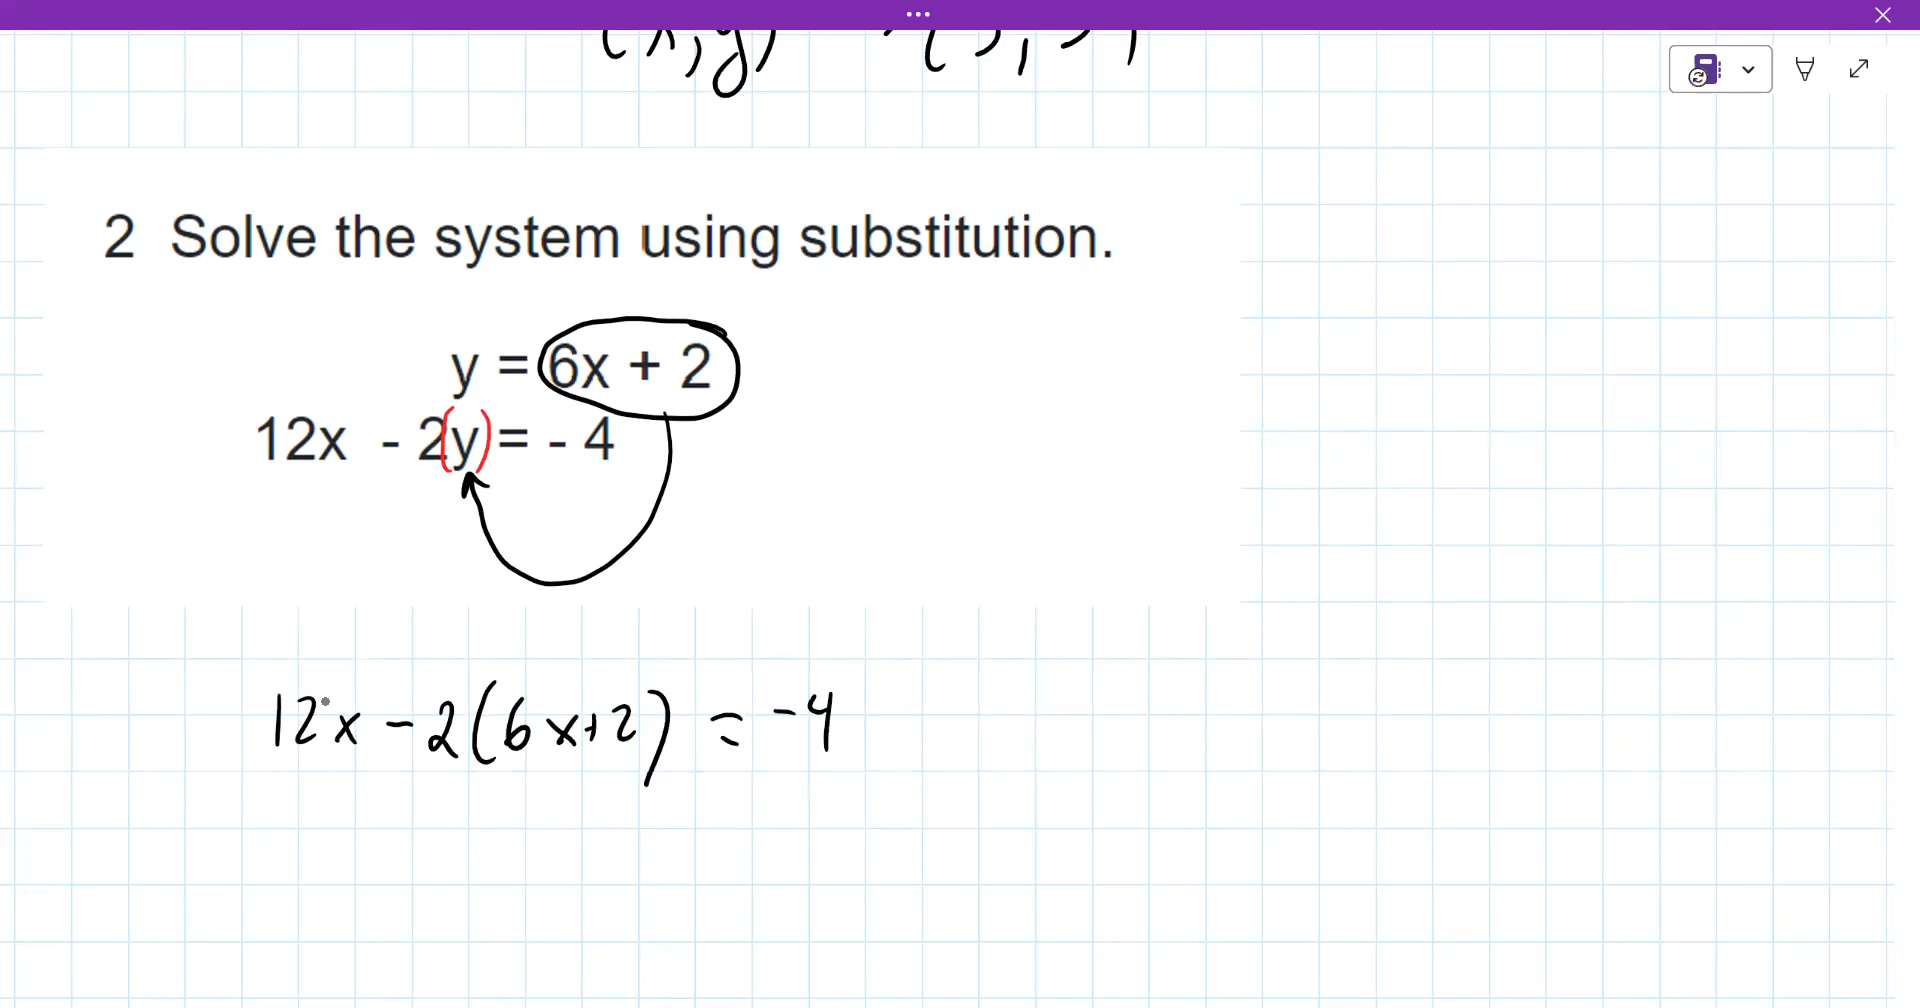 (x,y)
2 Solve the system using substitution.
y = 6x + 2
12x - 2(y) = - 4
12x - 2(6x+2) = -4